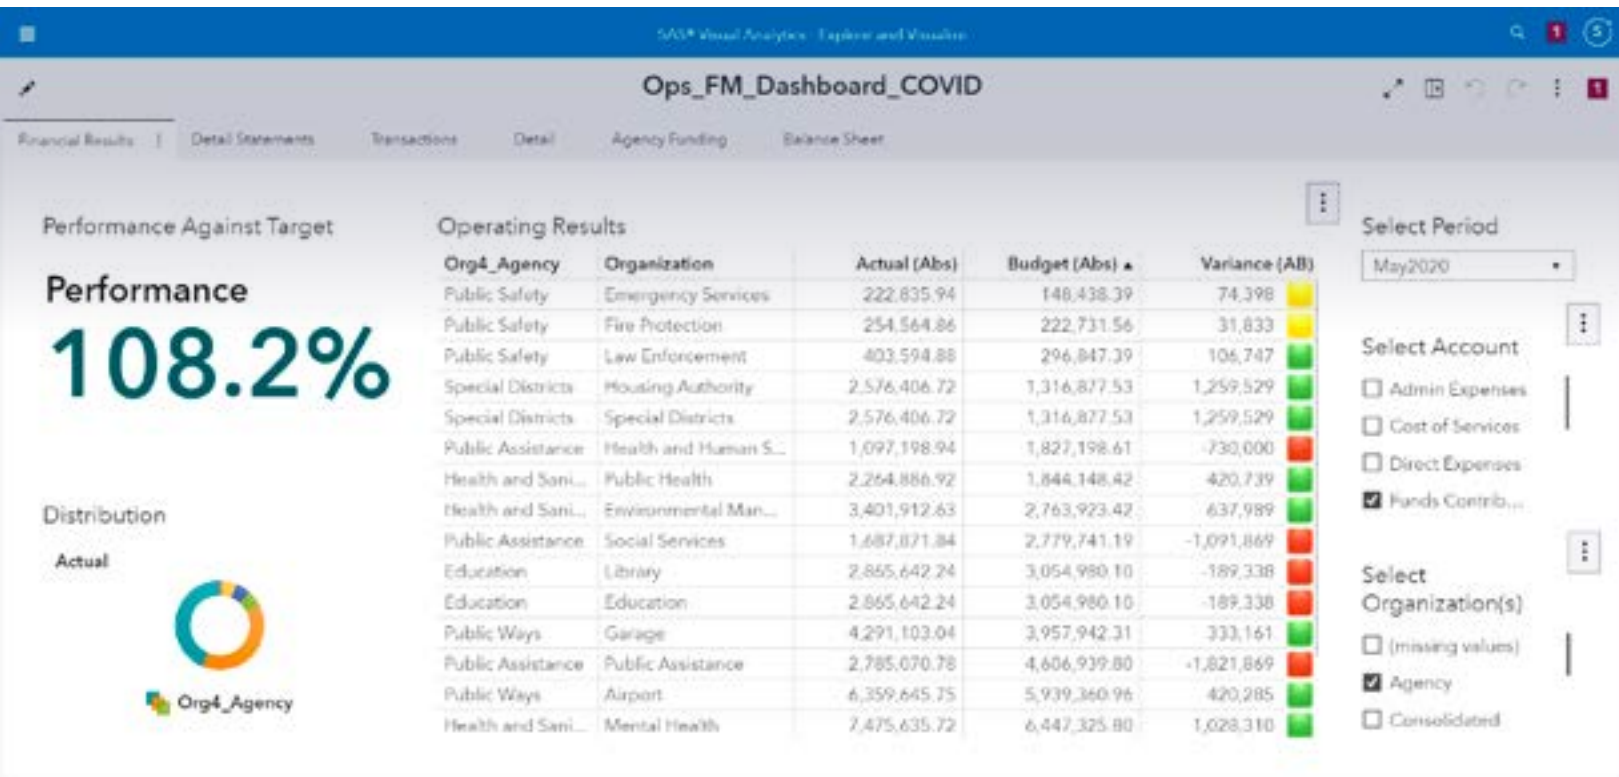 SAS® Visual Analytics - Explore and Visualize
1
S
Ops_FM_Dashboard_COVID
1
Financial Results
Detail Statements
Transactions
Detail
Agency Funding
Balance Sheet
Performance Against Target
Performance
108.2%
Distribution
Actual
Org4_Agency
Operating Results
Org4_Agency Organization Actual (Abs) Budget (Abs) ▲ Variance (AB)
Public Safety Emergency Services 222,835.94 148,438.39 74,398
Public Safety Fire Protection 254,564.86 222,731.56 31,833
Public Safety Law Enforcement 403,594.88 296,847.39 106,747
Special Districts Housing Authority 2,576,406.72 1,316,877.53 1,259,529
Special Districts Special Districts 2,576,406.72 1,316,877.53 1,259,529
Public Assistance Health and Human S... 1,097,198.94 1,827,198.61 -730,000
Health and Sani... Public Health 2,264,886.92 1,844,148.42 420,739
Health and Sani... Environmental Man... 3,401,912.63 2,763,923.42 637,989
Public Assistance Social Services 1,687,871.84 2,779,741.19 -1,091,869
Education Library 2,865,642.24 3,054,980.10 -189,338
Education Education 2,865,642.24 3,054,980.10 -189,338
Public Ways Garage 4,291,103.04 3,957,942.31 333,161
Public Assistance Public Assistance 2,785,070.78 4,606,939.80 -1,821,869
Public Ways Airport 6,359,645.75 5,939,360.96 420,285
Health and Sani... Mental Health 7,475,635.72 6,447,325.80 1,028,310
Select Period
May2020
Select Account
Admin Expenses
Cost of Services
Direct Expenses
Funds Contrib...
Select
Organization(s)
(missing values)
Agency
Consolidated